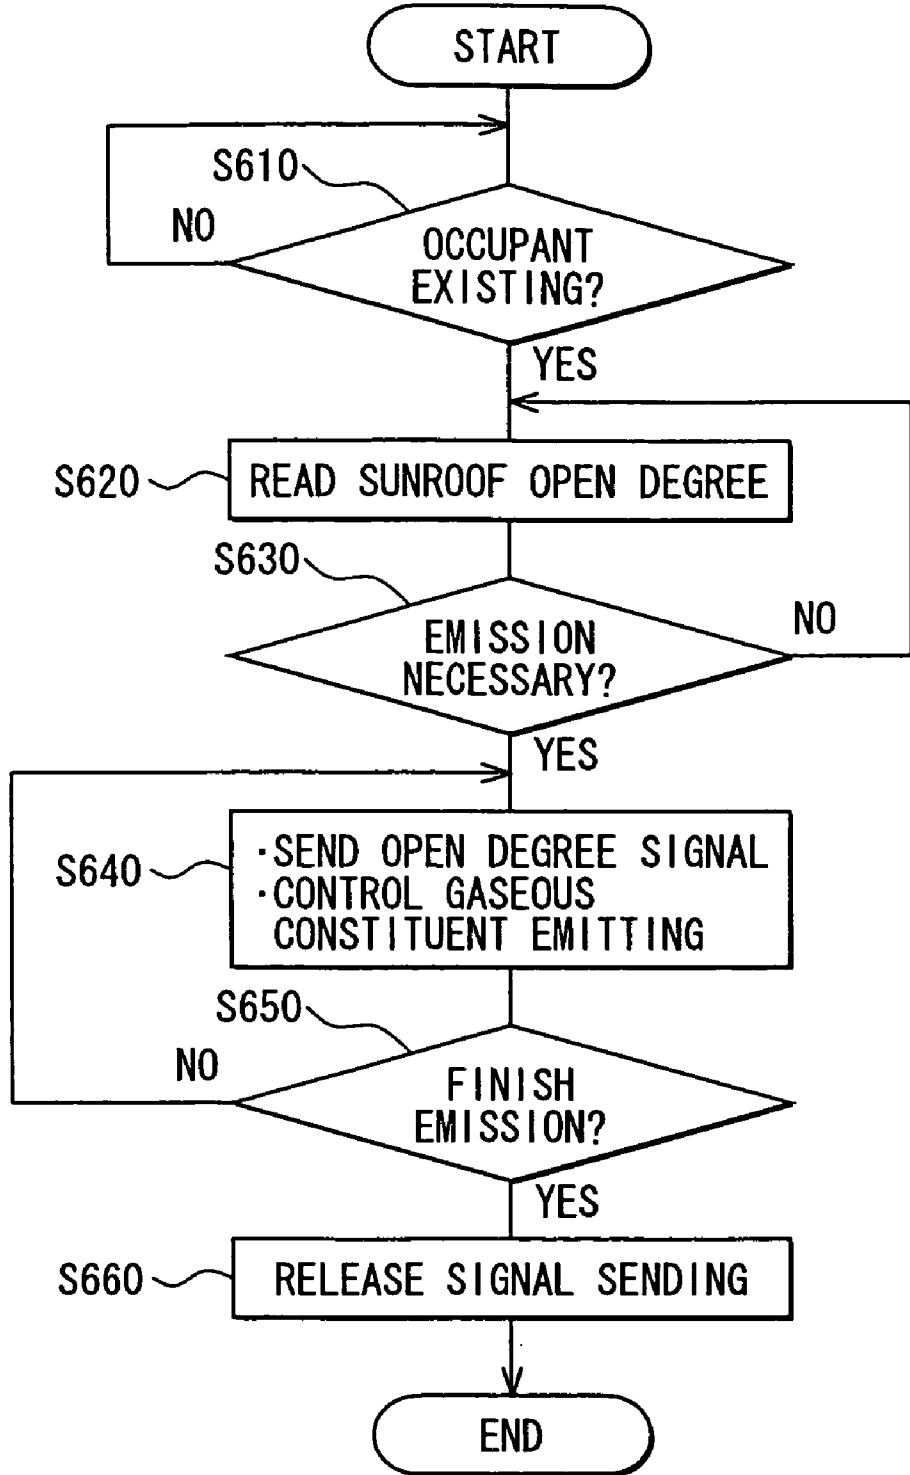 START
S610
NO
OCCUPANT
EXISTING?
YES
S620
READ SUNROOF OPEN DEGREE
S630
NO
EMISSION
NECESSARY?
YES
S640
·SEND OPEN DEGREE SIGNAL
·CONTROL GASEOUS
CONSTITUENT EMITTING
S650
NO
FINISH
EMISSION?
YES
S660
RELEASE SIGNAL SENDING
END